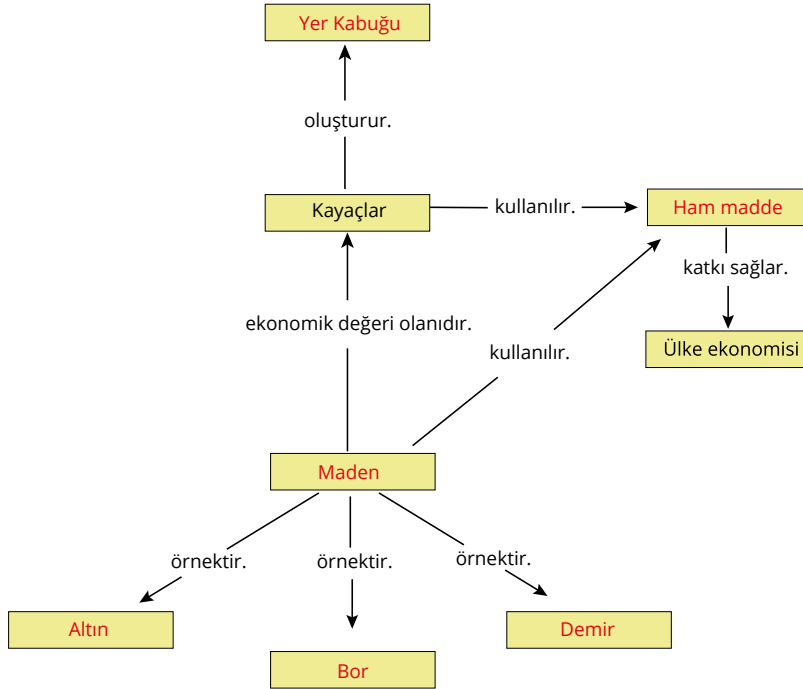 Yer Kabuğu
oluşturur.
Kayaçlar
kullanılır.
Ham madde
katkı sağlar.
ekonomik değeri olanıdır.
kullanılır.
Ülke ekonomisi
Maden
örnektir.
örnektir.
örnektir.
Altın
Bor
Demir